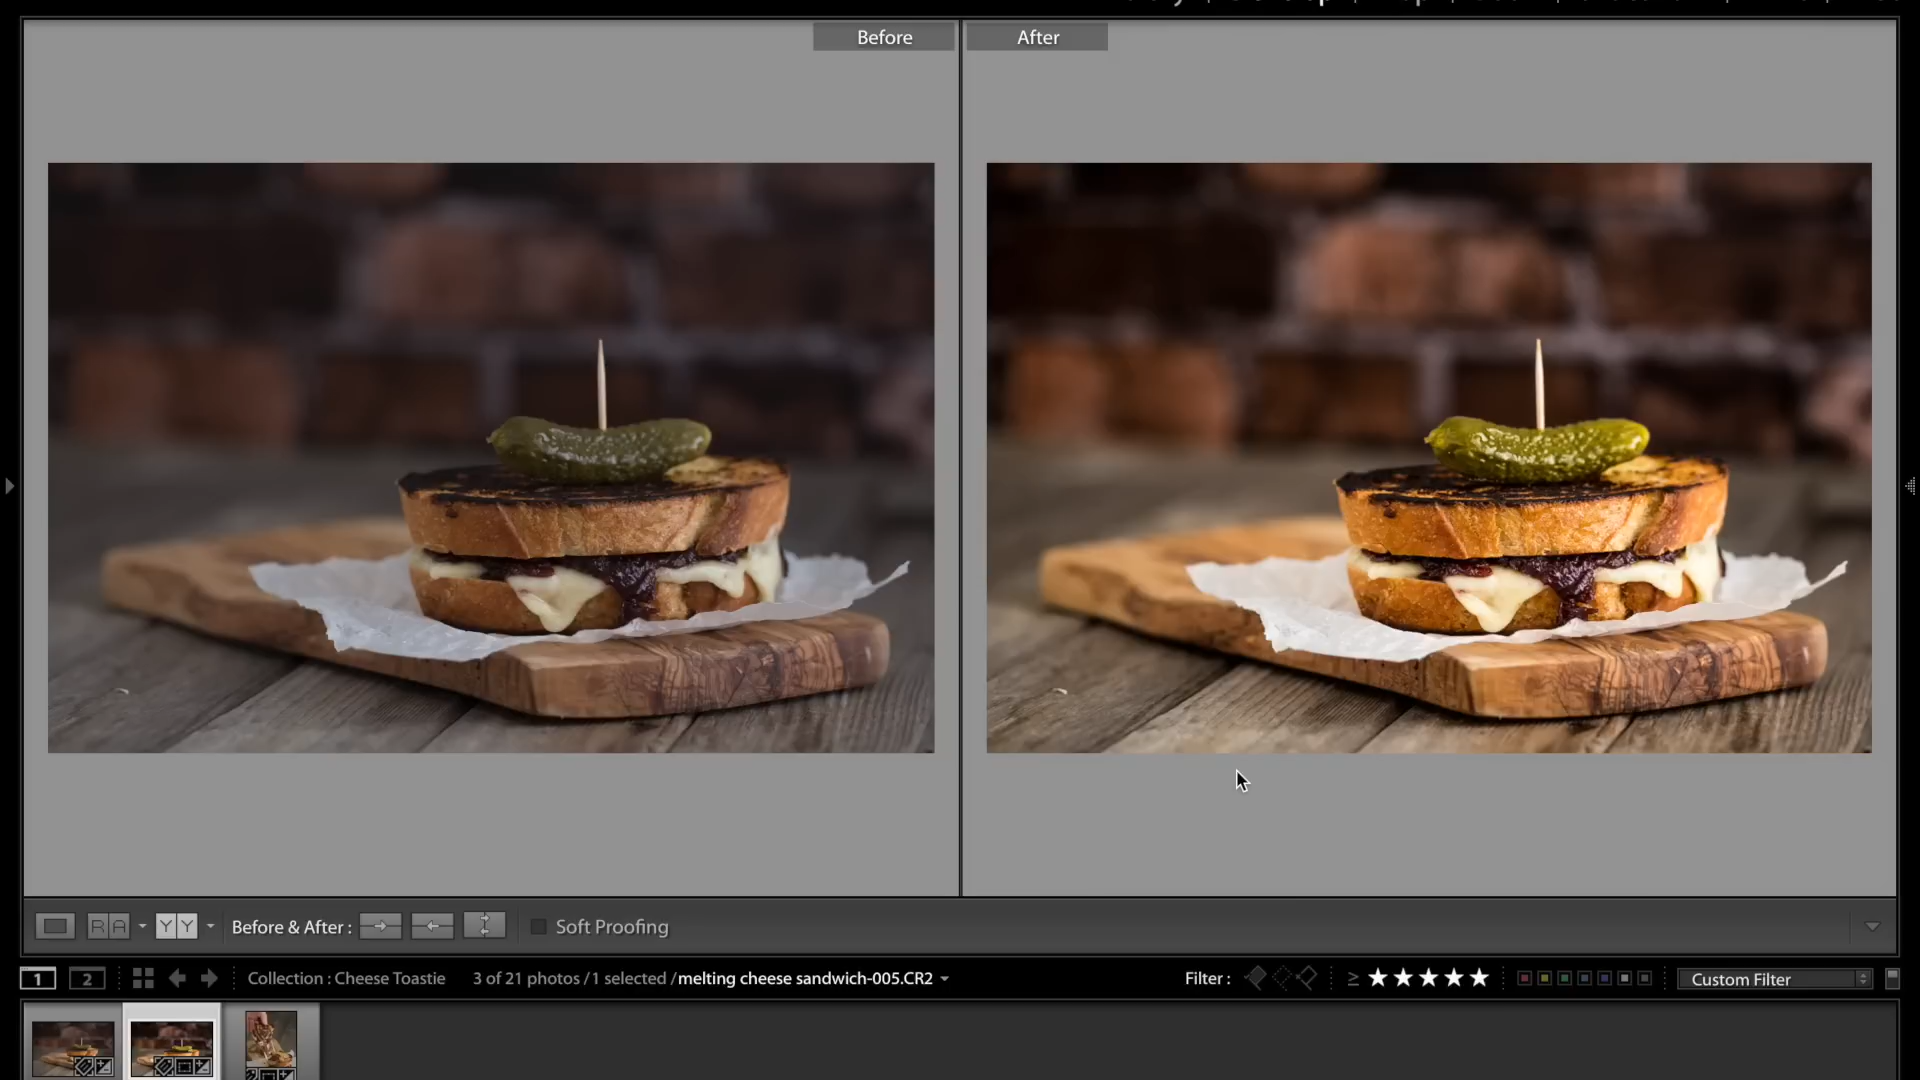 Before
After
R A
Y Y
Before & After :
Soft Proofing
1
2
Collection : Cheese Toastie
3 of 21 photos / 1 selected / melting cheese sandwich-005.CR2
Filter :
≥ ★★★★★
Custom Filter